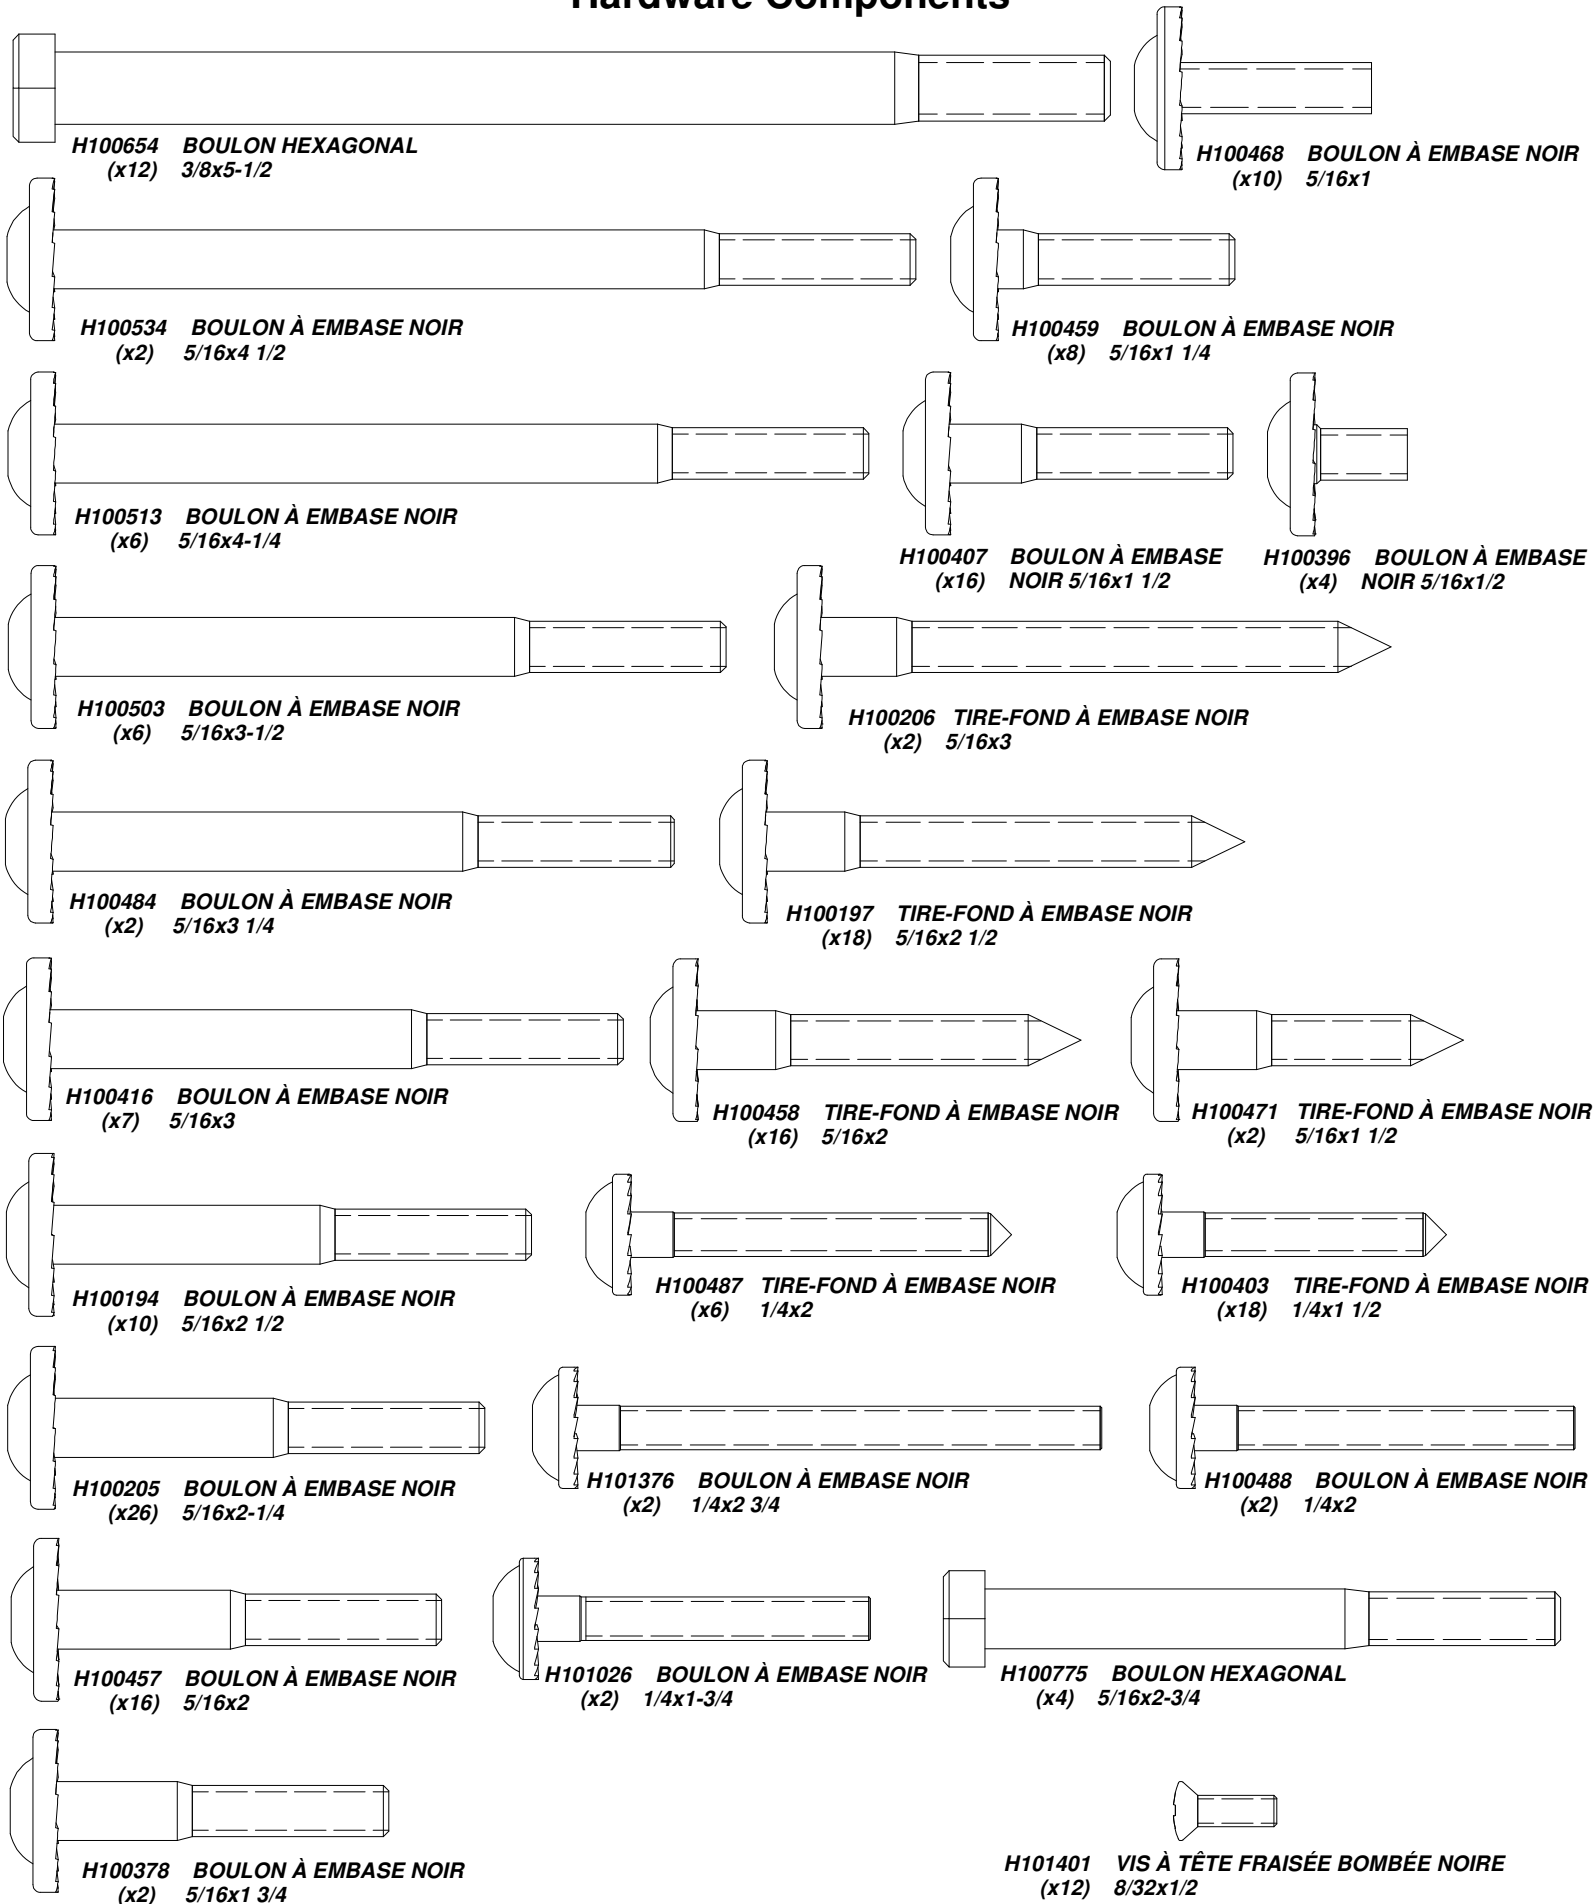 Hardware Components
H100654 BOULON HEXAGONAL
(x12) 3/8x5-1/2
H100468 BOULON À EMBASE NOIR
(x10) 5/16x1
H100534 BOULON À EMBASE NOIR
(x2) 5/16x4 1/2
H100459 BOULON À EMBASE NOIR
(x8) 5/16x1 1/4
H100513 BOULON À EMBASE NOIR
(x6) 5/16x4-1/4
H100407 BOULON À EMBASE
(x16) NOIR 5/16x1 1/2
H100396 BOULON À EMBASE
(x4) NOIR 5/16x1/2
H100503 BOULON À EMBASE NOIR
(x6) 5/16x3-1/2
H100206 TIRE-FOND À EMBASE NOIR
(x2) 5/16x3
H100484 BOULON À EMBASE NOIR
(x2) 5/16x3 1/4
H100197 TIRE-FOND À EMBASE NOIR
(x18) 5/16x2 1/2
H100416 BOULON À EMBASE NOIR
(x7) 5/16x3
H100458 TIRE-FOND À EMBASE NOIR
(x16) 5/16x2
H100471 TIRE-FOND À EMBASE NOIR
(x2) 5/16x1 1/2
H100194 BOULON À EMBASE NOIR
(x10) 5/16x2 1/2
H100487 TIRE-FOND À EMBASE NOIR
(x6) 1/4x2
H100403 TIRE-FOND À EMBASE NOIR
(x18) 1/4x1 1/2
H100205 BOULON À EMBASE NOIR
(x26) 5/16x2-1/4
H101376 BOULON À EMBASE NOIR
(x2) 1/4x2 3/4
H100488 BOULON À EMBASE NOIR
(x2) 1/4x2
H100457 BOULON À EMBASE NOIR
(x16) 5/16x2
H101026 BOULON À EMBASE NOIR
(x2) 1/4x1-3/4
H100775 BOULON HEXAGONAL
(x4) 5/16x2-3/4
H100378 BOULON À EMBASE NOIR
(x2) 5/16x1 3/4
H101401 VIS À TÊTE FRAISÉE BOMBÉE NOIRE
(x12) 8/32x1/2